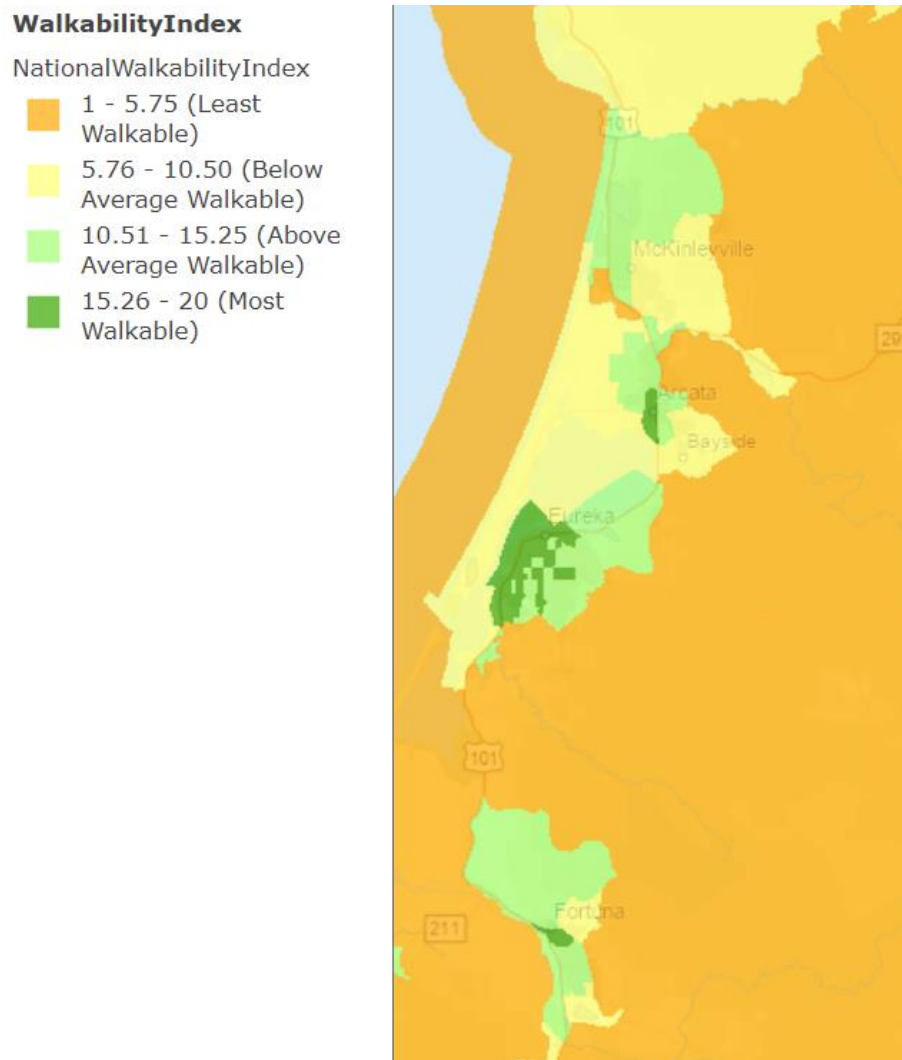 WalkabilityIndex
NationalWalkabilityIndex
1 - 5.75 (Least
Walkable)
5.76 - 10.50 (Below
Average Walkable)
10.51 - 15.25 (Above
Average Walkable)
15.26 - 20 (Most
Walkable)
101
McKinleyville
29
Arcata
Bayside
Eureka
101
Fortuna
211